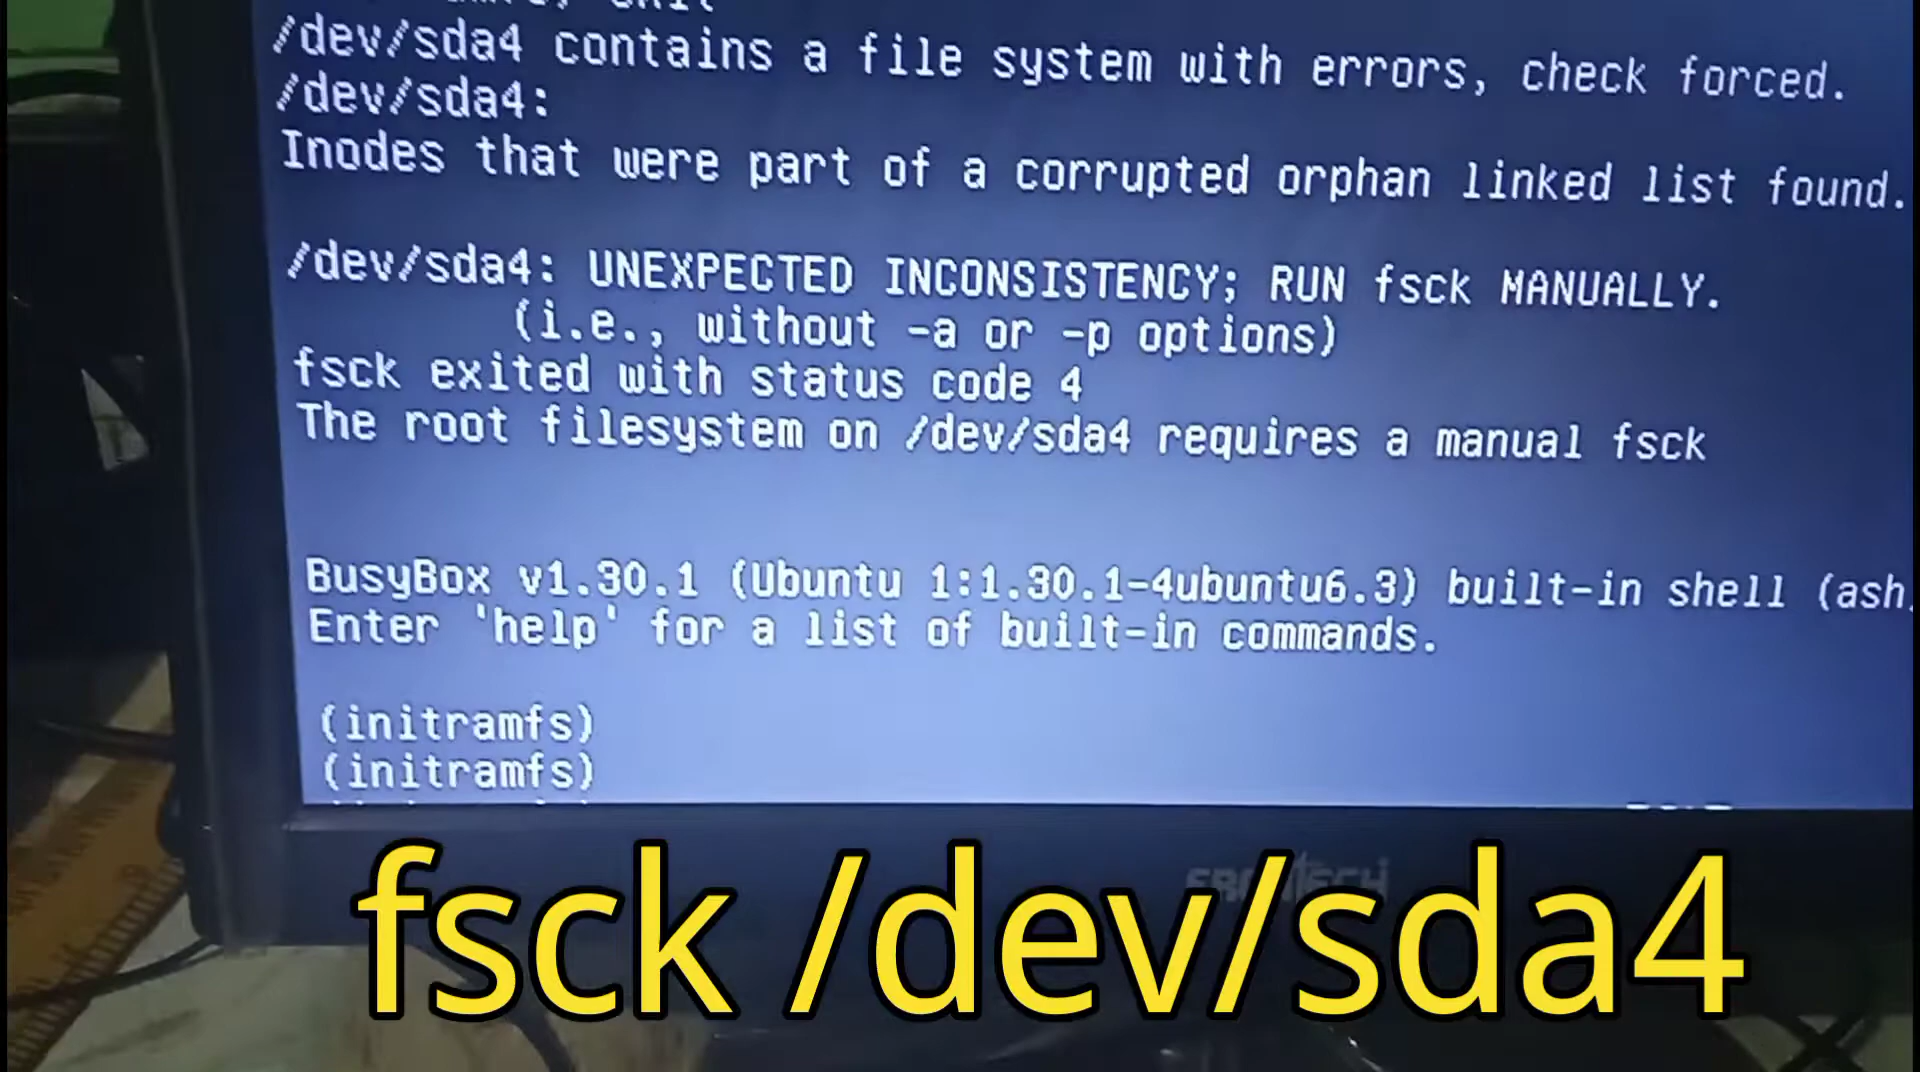 /dev/sda4 contains a file system with errors, check forced.
/dev/sda4:
Inodes that were part of a corrupted orphan linked list found.
/dev/sda4: UNEXPECTED INCONSISTENCY; RUN fsck MANUALLY.
(i.e., without -a or -p options)
fsck exited with status code 4
The root filesystem on /dev/sda4 requires a manual fsck
BusyBox v1.30.1 (Ubuntu 1:1.30.1-4ubuntu6.3) built-in shell (ash
Enter 'help' for a list of built-in commands.
(initramfs)
(initramfs)
fsck /dev/sda4